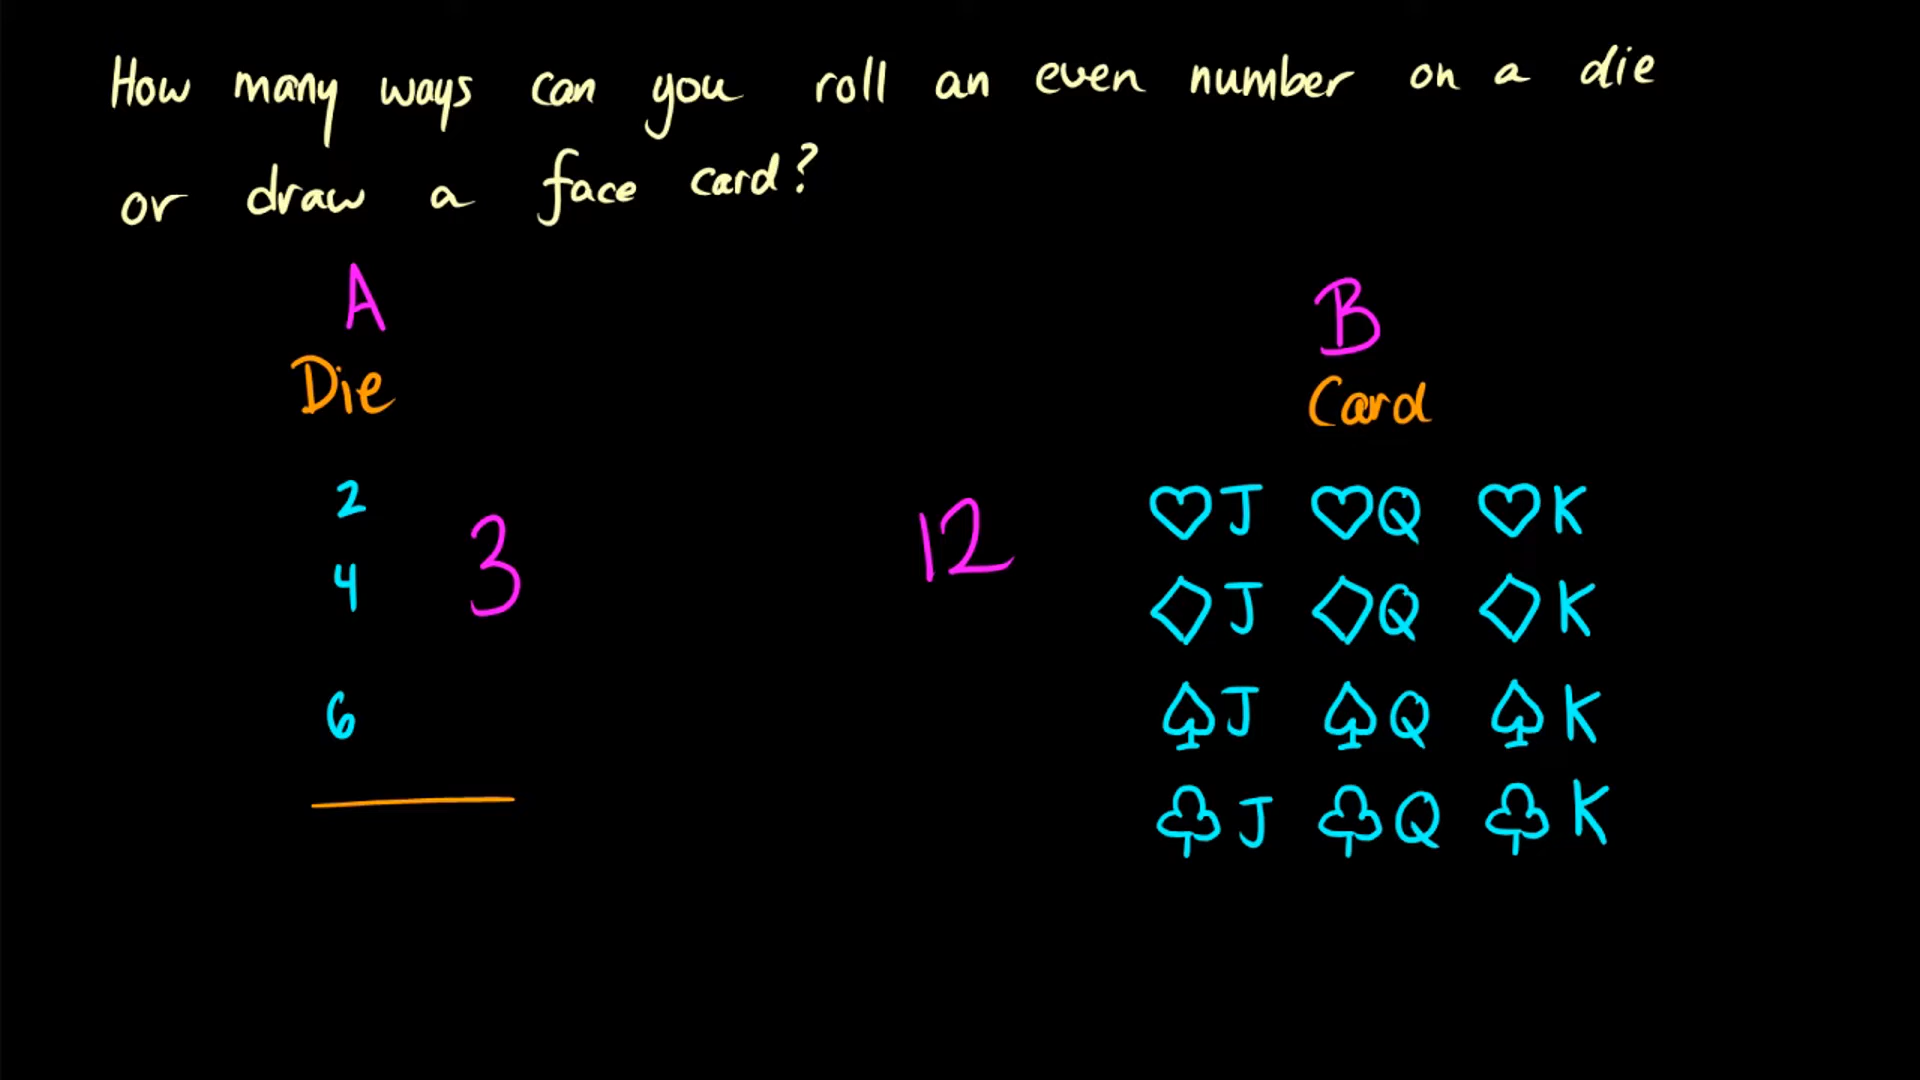 How many ways can you roll an even number on a die
or draw a face card?
A
Die
2
4
6
3
B
Card
12
♡J ♡Q ♡K
◇J ◇Q ◇K
♤J ♤Q ♤K
♧J ♧Q ♧K